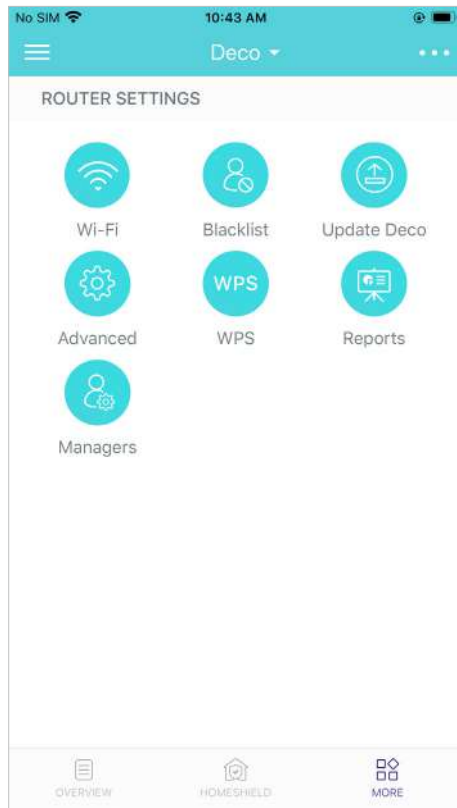 No SIM 10:43 AM
Deco
ROUTER SETTINGS
Wi-Fi Blacklist Update Deco
WPS
Advanced WPS Reports
Managers
OVERVIEW HOMESHIELD MORE